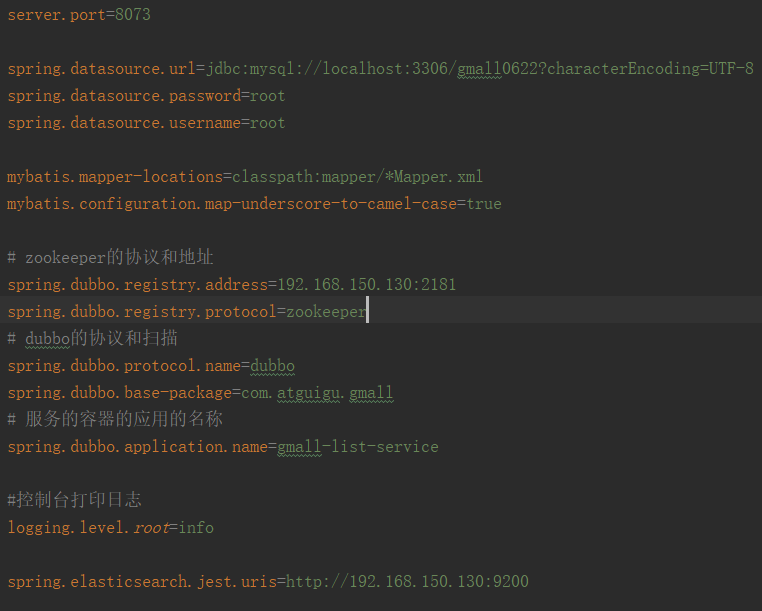 server.port=8073
spring.datasource.url=jdbc:mysql://localhost:3306/gmall0622?characterEncoding=UTF-8
spring.datasource.password=root
spring.datasource.username=root
mybatis.mapper-locations=classpath:mapper/*Mapper.xml
mybatis.configuration.map-underscore-to-camel-case=true
# zookeeper的协议和地址
spring.dubbo.registry.address=192.168.150.130:2181
spring.dubbo.registry.protocol=zookeeper
# dubbo的协议和扫描
spring.dubbo.protocol.name=dubbo
spring.dubbo.base-package=com.atguigu.gmall
# 服务的容器的应用的名称
spring.dubbo.application.name=gmall-list-service
#控制台打印日志
logging.level.root=info
spring.elasticsearch.jest.uris=http://192.168.150.130:9200